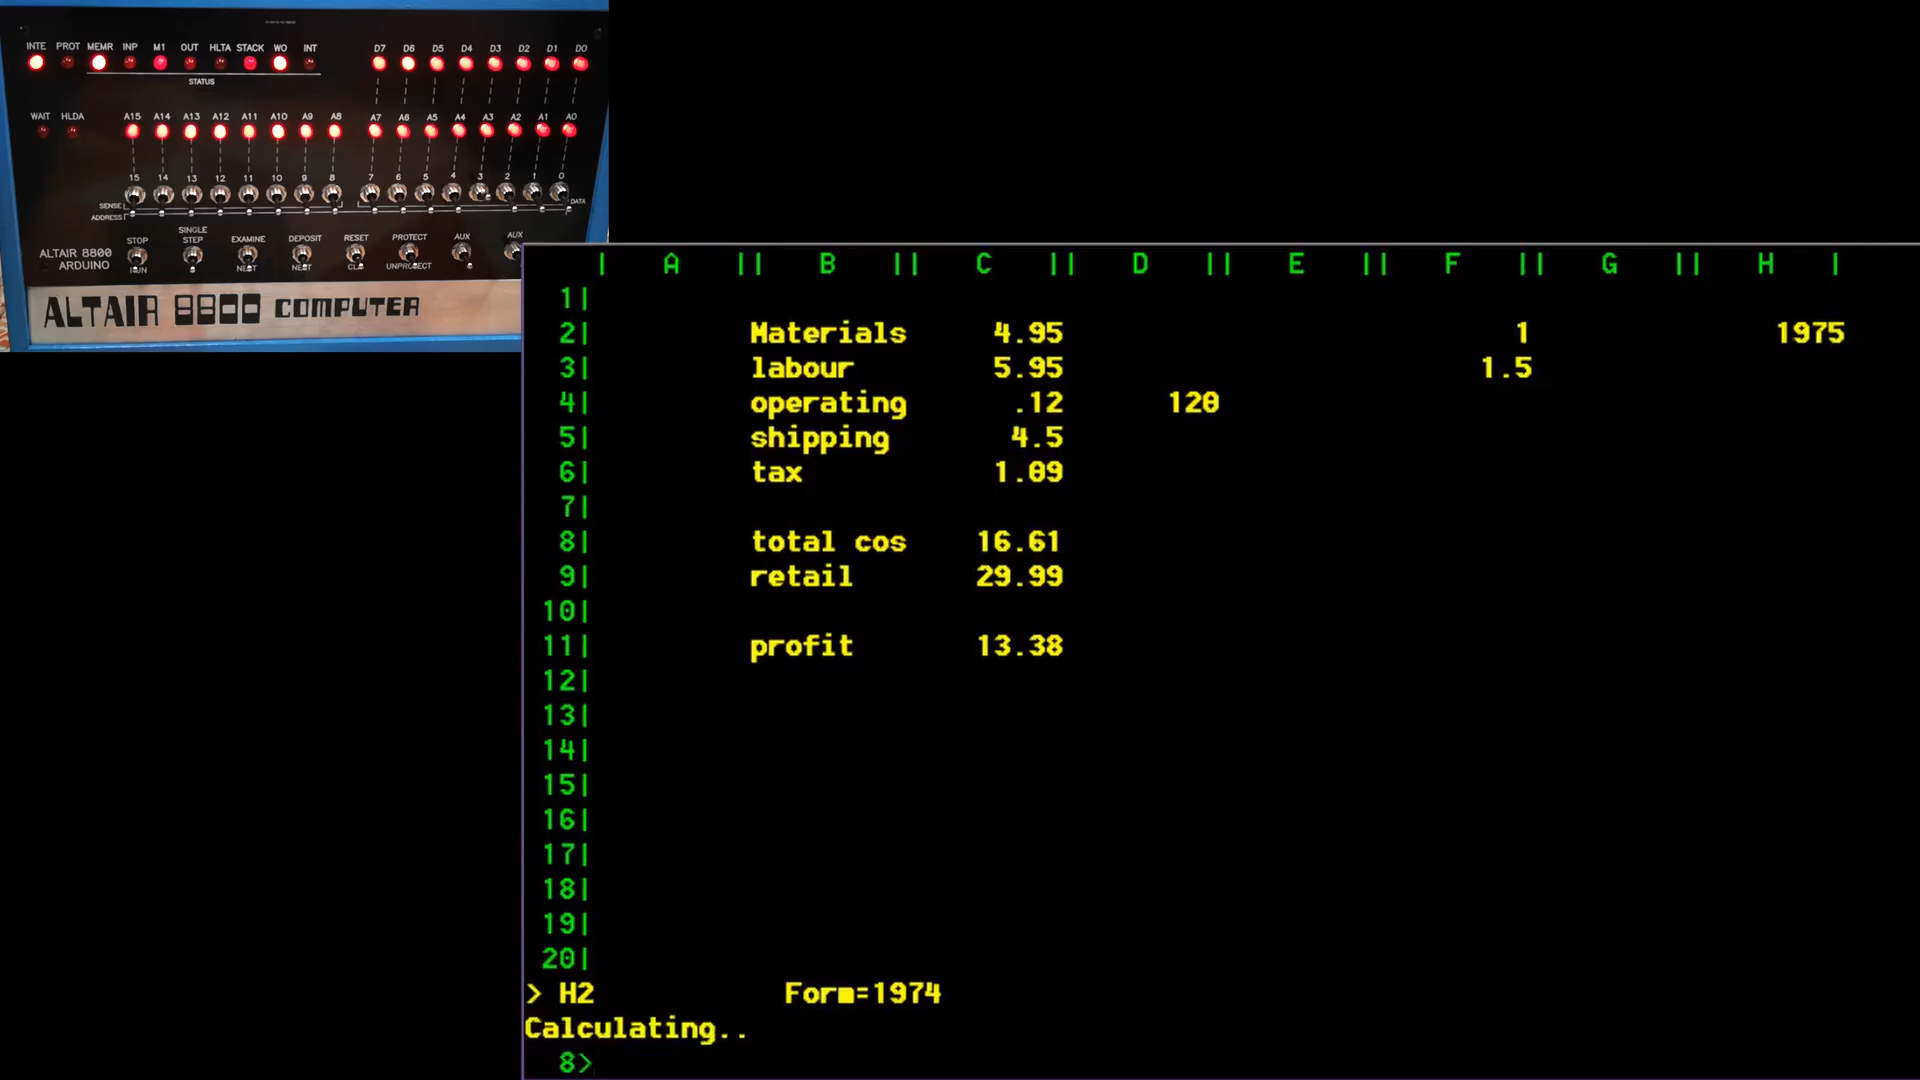 INTE PROT MEMR INP M1 OUT HLTA STACK WO INT D7 D6 D5 D4 D3 D2 D1 D0
STATUS
WAIT HLDA A15 A14 A13 A12 A11 A10 A9 A8 A7 A6 A5 A4 A3 A2 A1 A0
15 14 13 12 11 10 9 8 7 6 5 4 3 2 1 0
SENSE DATA
ADDRESS
STOP SINGLE STEP EXAMINE DEPOSIT RESET PROTECT AUX AUX
RUN NEXT NEXT CLR UNPROTECT
ALTAIR 8800
ARDUINO
ALTAIR 8800 COMPUTER
| A || B || C || D || E || F || G || H |
1|
2| Materials 4.95 1 1975
3| labour 5.95 1.5
4| operating .12 120
5| shipping 4.5
6| tax 1.09
7|
8| total cos 16.61
9| retail 29.99
10|
11| profit 13.38
12|
13|
14|
15|
16|
17|
18|
19|
20|
> H2 Form=1974
Calculating..
8>